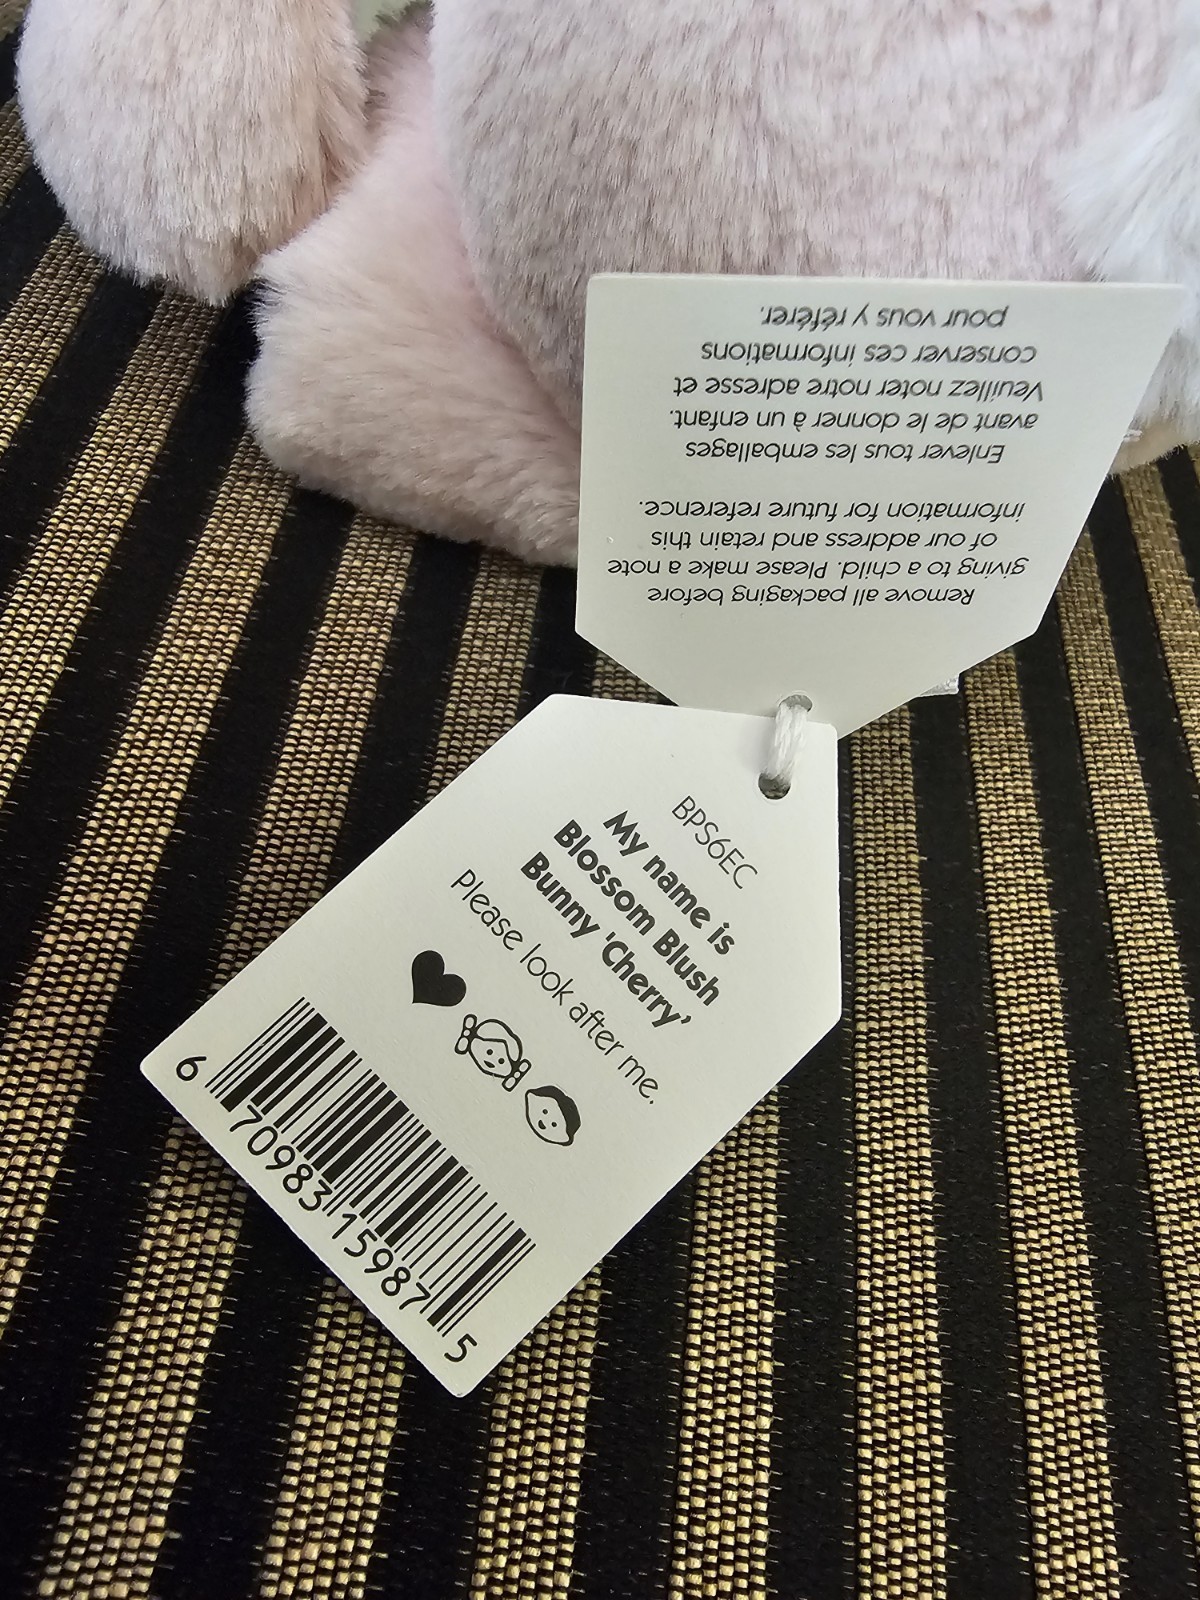 Remove all packaging before
giving to a child. Please make a note
of our address and retain this
information for future reference.
Enlever tous les emballages
avant de le donner à un enfant.
Veuillez noter notre adresse et
conserver ces informations
pour vous y référer.
BPS6EC
My name is
Blossom Blush
Bunny 'Cherry'
Please look after me.
6 70983 15987 5